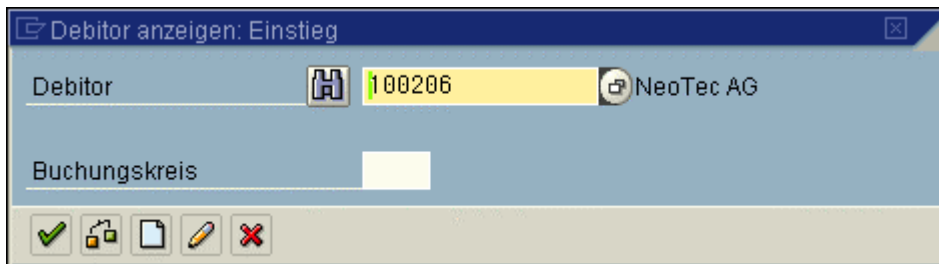 Debitor anzeigen: Einstieg
Debitor 100206 NeoTec AG
Buchungskreis